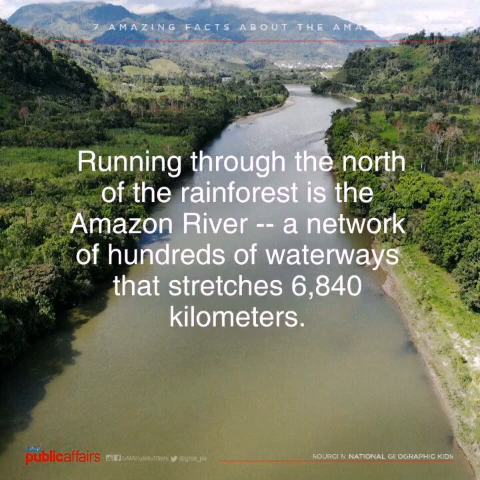 7 AMAZING FACTS ABOUT THE AMA
Running through the north
of the rainforest is the
Amazon River -- a network
of hundreds of waterways
that stretches 6,840
kilometers.
publicaffairs
SOURCE: NATIONAL GEOGRAPHIC KIDS